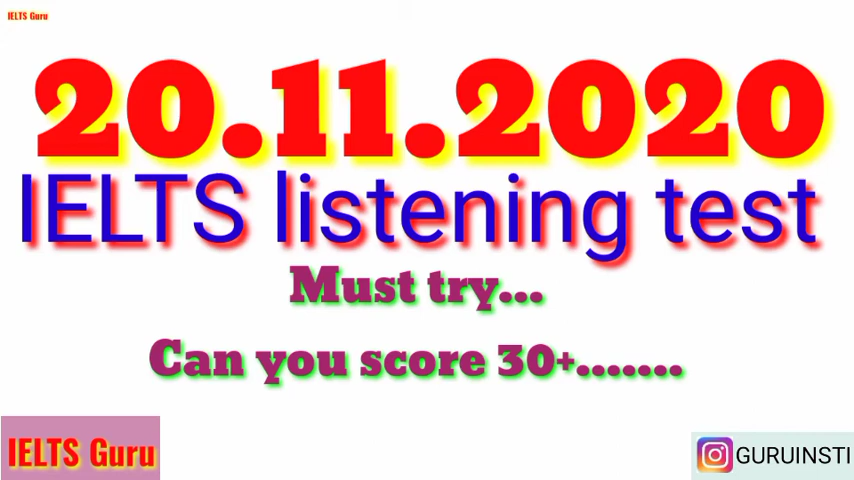 IELTS Guru
20.11.2020
IELTS listening test
Must try...
Can you score 30+.......
IELTS Guru
GURUINSTI